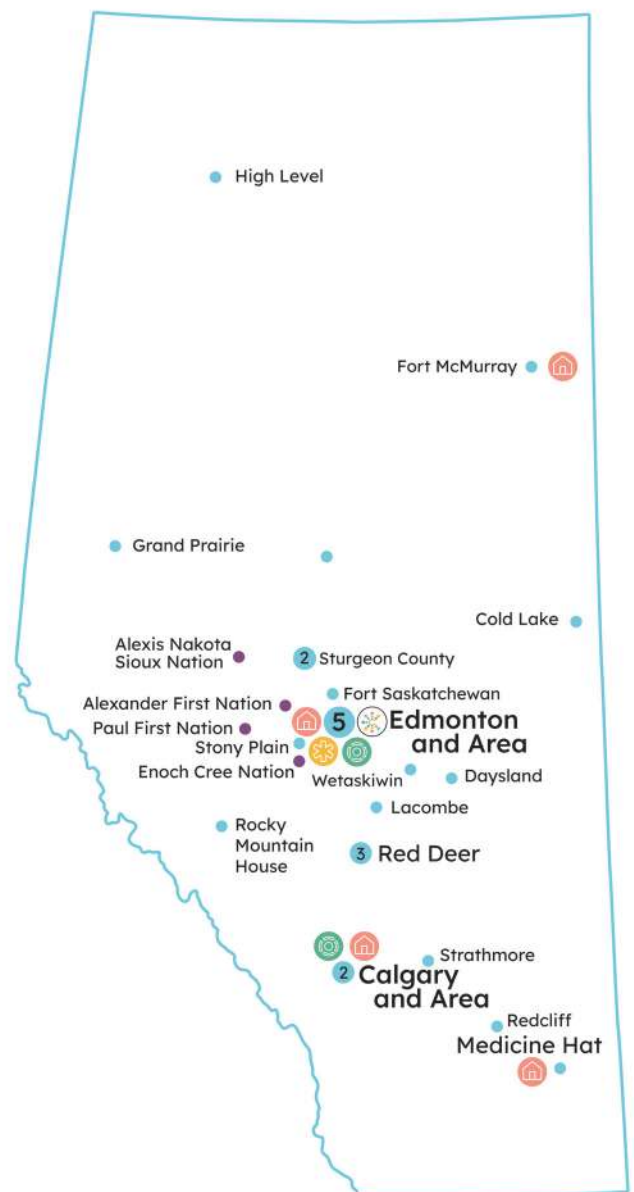 High Level
Fort McMurray
Grand Prairie
Cold Lake
Alexis Nakota
Sioux Nation
2 Sturgeon County
Fort Saskatchewan
Alexander First Nation
5 Edmonton
and Area
Paul First Nation
Stony Plain
Enoch Cree Nation
Wetaskiwin
Daysland
Lacombe
Rocky
Mountain
House
3 Red Deer
Strathmore
2 Calgary
and Area
Redcliff
Medicine Hat